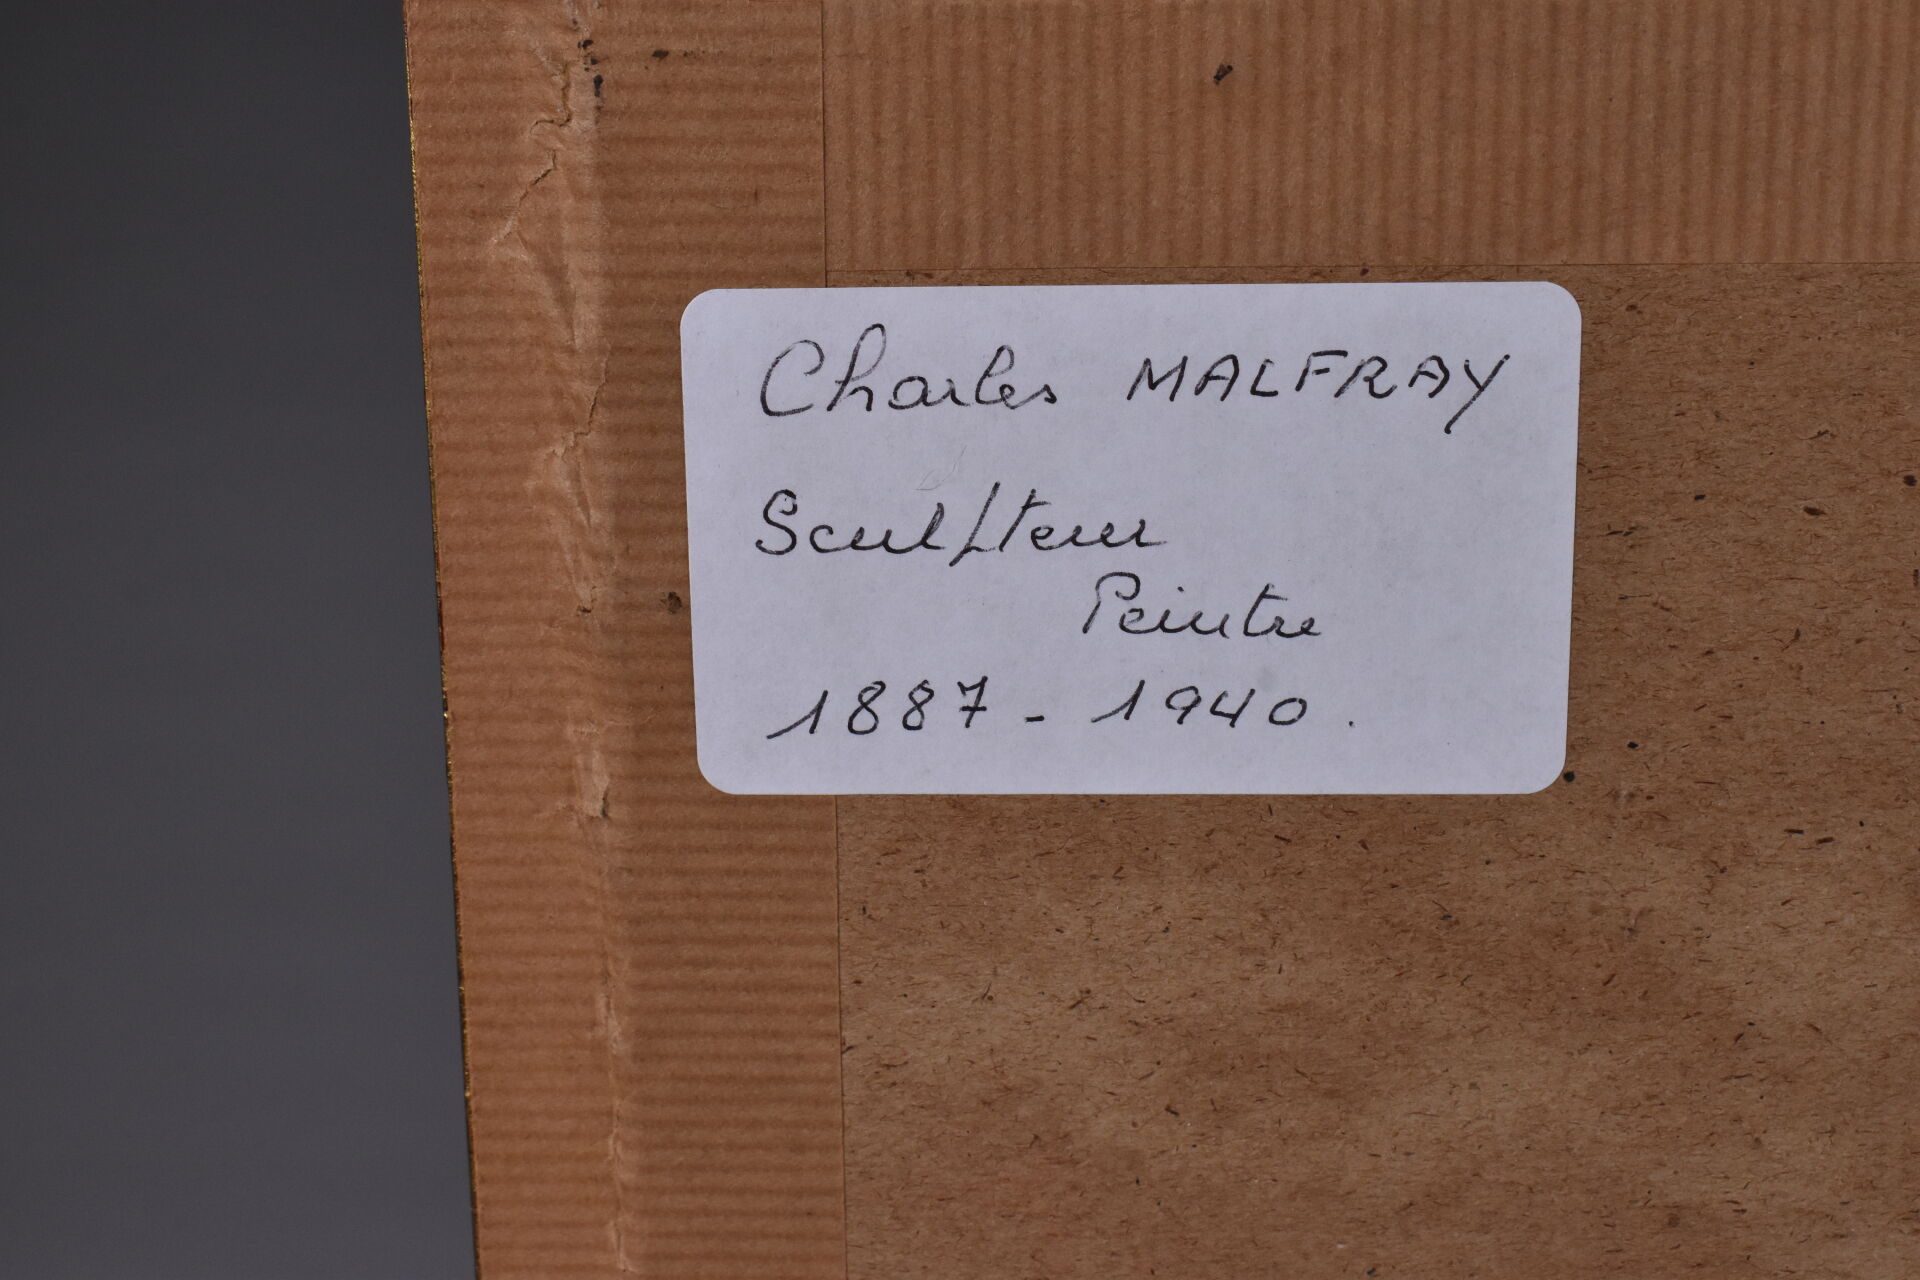 Charles MALFRAY
Sculpteur
Peintre
1887 - 1940.